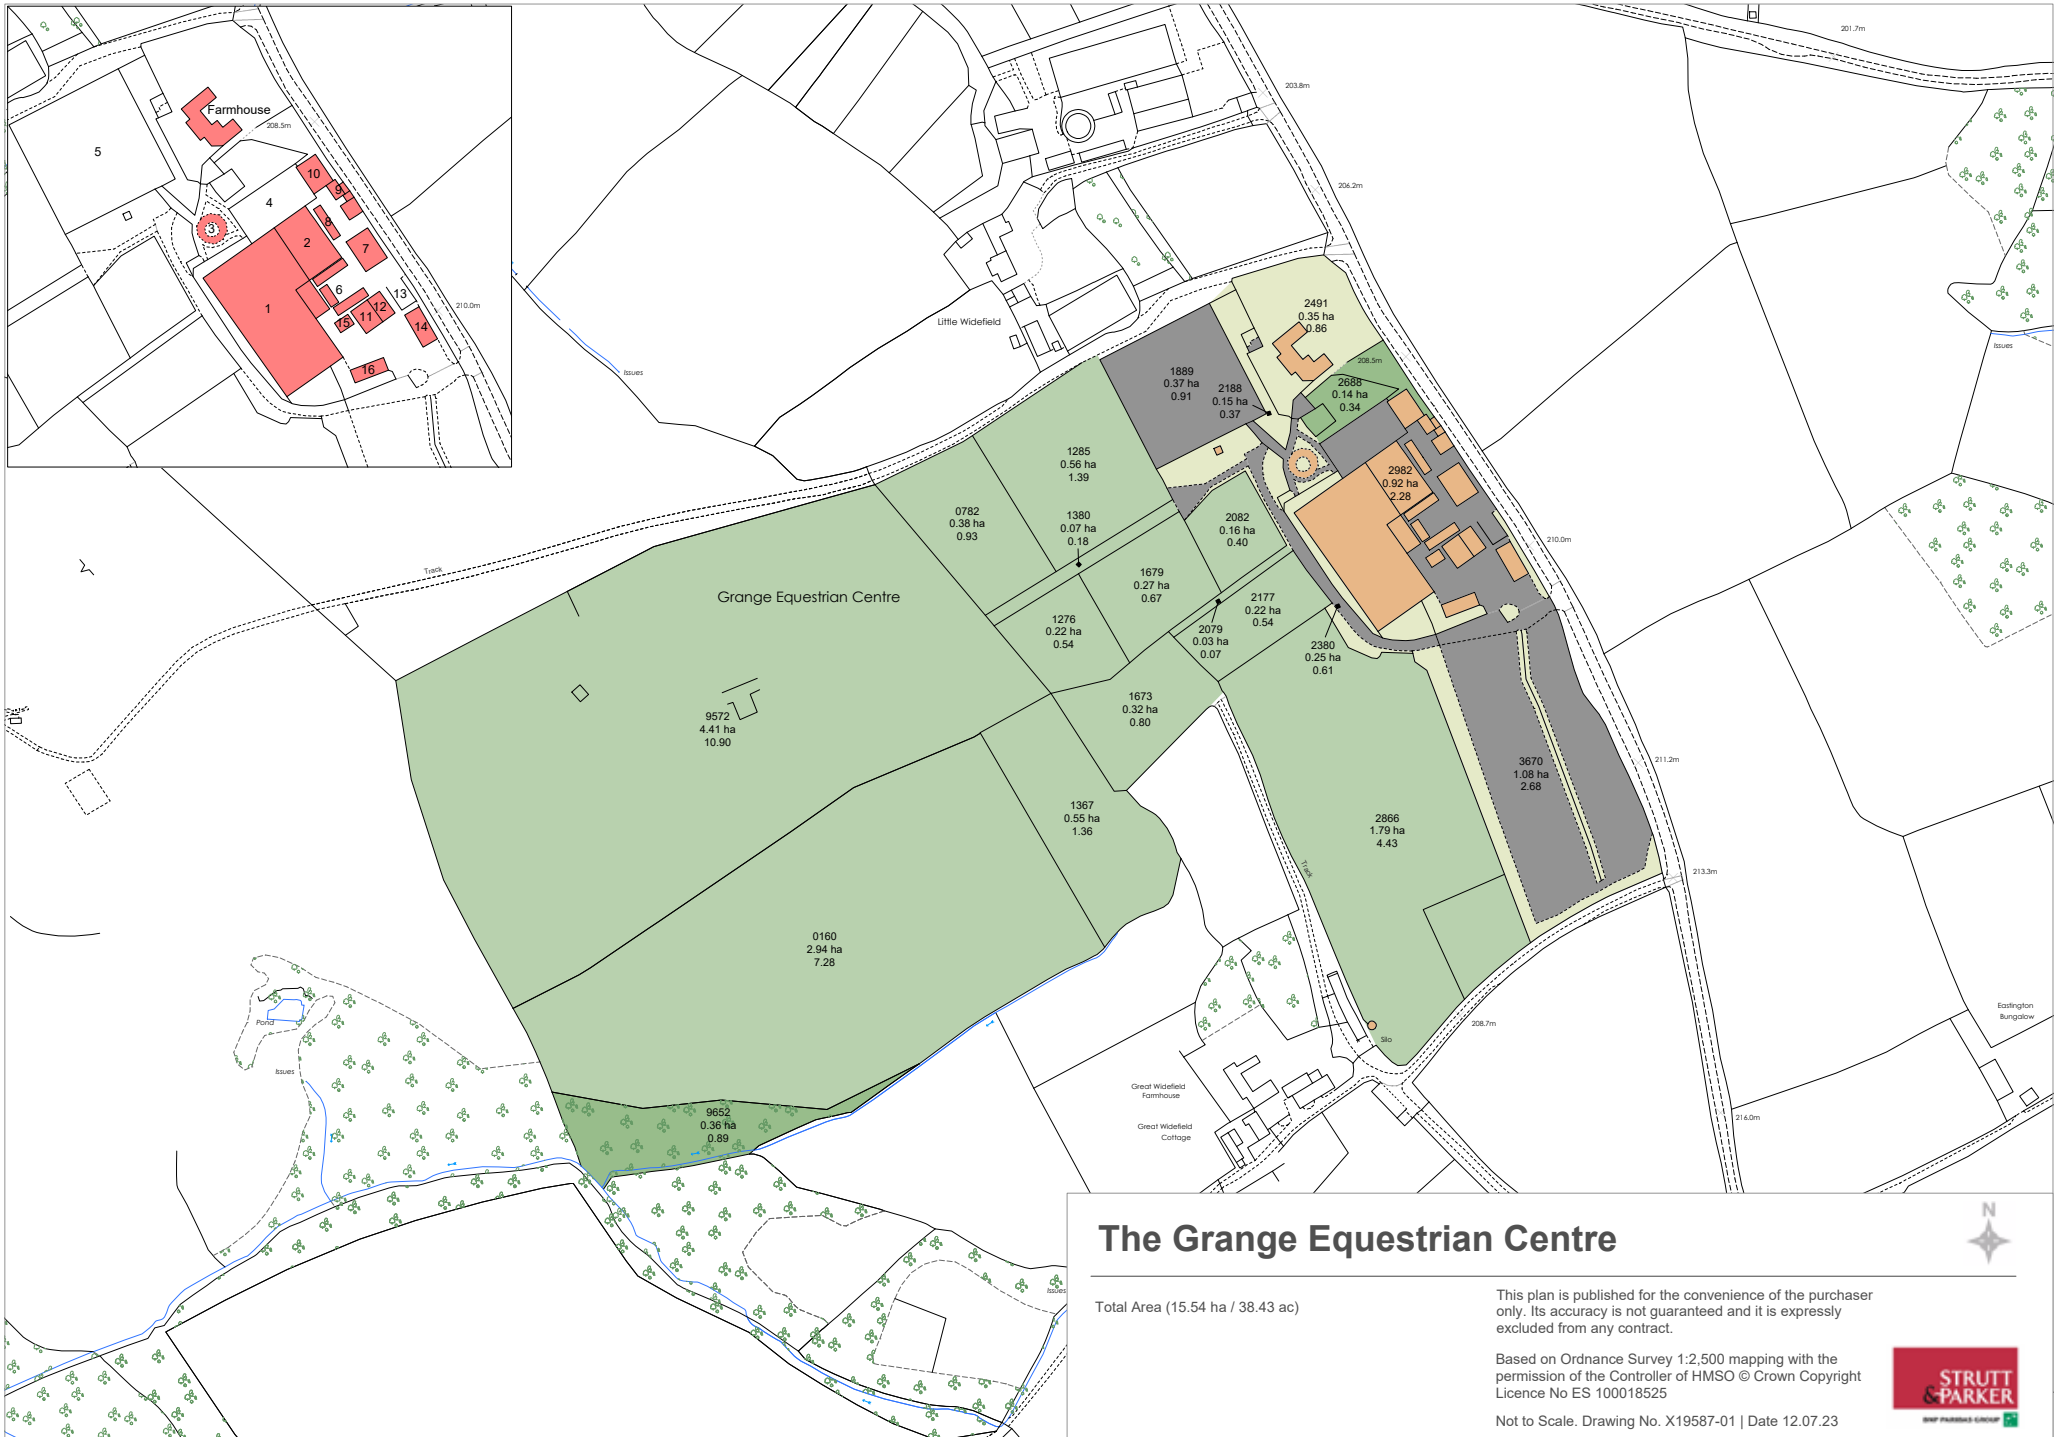 Farmhouse
208.5m
5
10
9
4
8
3
2
7
6
13
1
12
15
11
14
210.0m
16
201.7m
203.8m
206.2m
Little Widefield
Issues
Issues
2491
0.35 ha
0.86
208.5m
1889
0.37 ha
0.91
2188
0.15 ha
0.37
2688
0.14 ha
0.34
1285
0.56 ha
1.39
2982
0.92 ha
2.28
0782
0.38 ha
0.93
1380
0.07 ha
0.18
2082
0.16 ha
0.40
210.0m
Track
Grange Equestrian Centre
1679
0.27 ha
0.67
2177
0.22 ha
0.54
1276
0.22 ha
0.54
2079
0.03 ha
0.07
2380
0.25 ha
0.61
1673
0.32 ha
0.80
9572
4.41 ha
10.90
3670
1.08 ha
2.68
211.2m
1367
0.55 ha
1.36
2866
1.79 ha
4.43
Track
213.3m
0160
2.94 ha
7.28
Pond
Issues
208.7m
Silo
Eastington
Bungalow
Great Widefield
Farmhouse
Great Widefield
Cottage
9652
0.36 ha
0.89
216.0m
Issues
The Grange Equestrian Centre
N
Total Area (15.54 ha / 38.43 ac)
This plan is published for the convenience of the purchaser
only. Its accuracy is not guaranteed and it is expressly
excluded from any contract.
Based on Ordnance Survey 1:2,500 mapping with the
permission of the Controller of HMSO © Crown Copyright
Licence No ES 100018525
Not to Scale. Drawing No. X19587-01 | Date 12.07.23
STRUTT
&PARKER
BNP PARIBAS GROUP